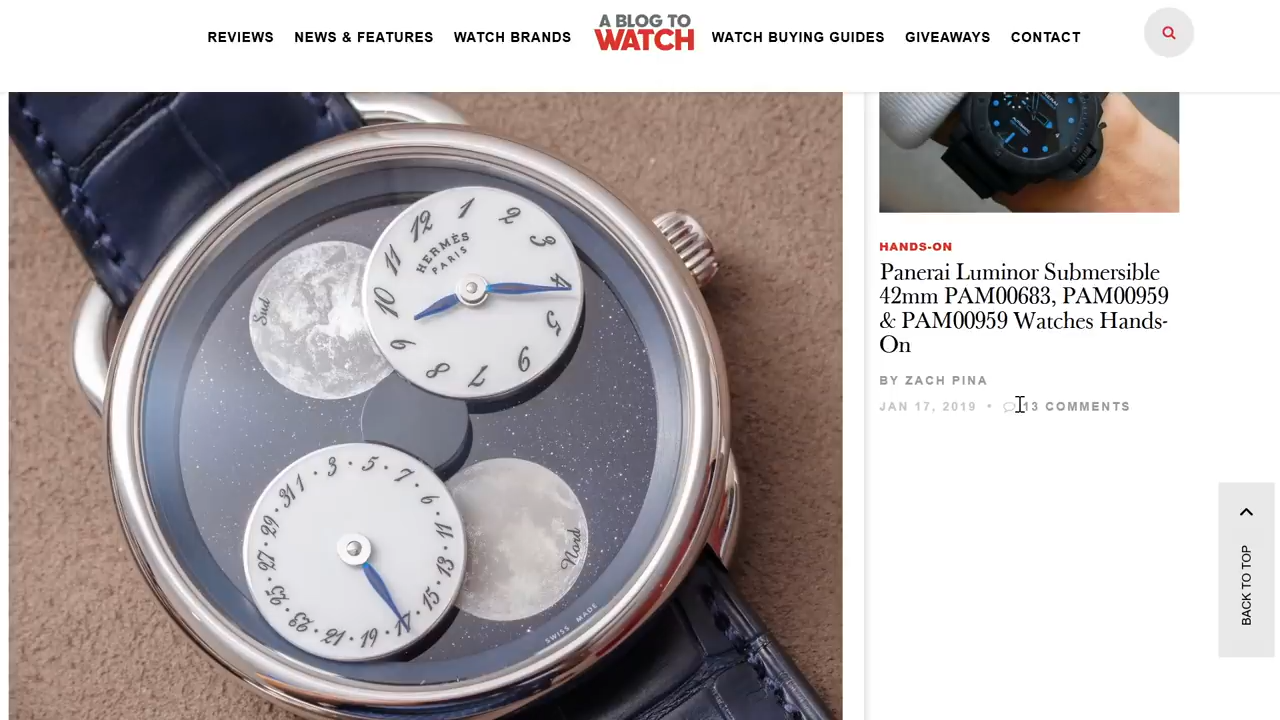 REVIEWS NEWS & FEATURES WATCH BRANDS A BLOG TO WATCH WATCH BUYING GUIDES GIVEAWAYS CONTACT
HANDS-ON
Panerai Luminor Submersible
42mm PAM00683, PAM00959
& PAM00959 Watches Hands-
On
BY ZACH PINA
JAN 17, 2019 • 13 COMMENTS
BACK TO TOP
12 1 2 3 4 5 6 7 8 9 10 11
HERMÈS
PARIS
Sud
Nord
1 · 3 · 5 · 7 · 9 · 11 · 13 · 15 · 17 · 19 · 21 · 23 · 25 · 27 · 29 · 31
SWISS MADE